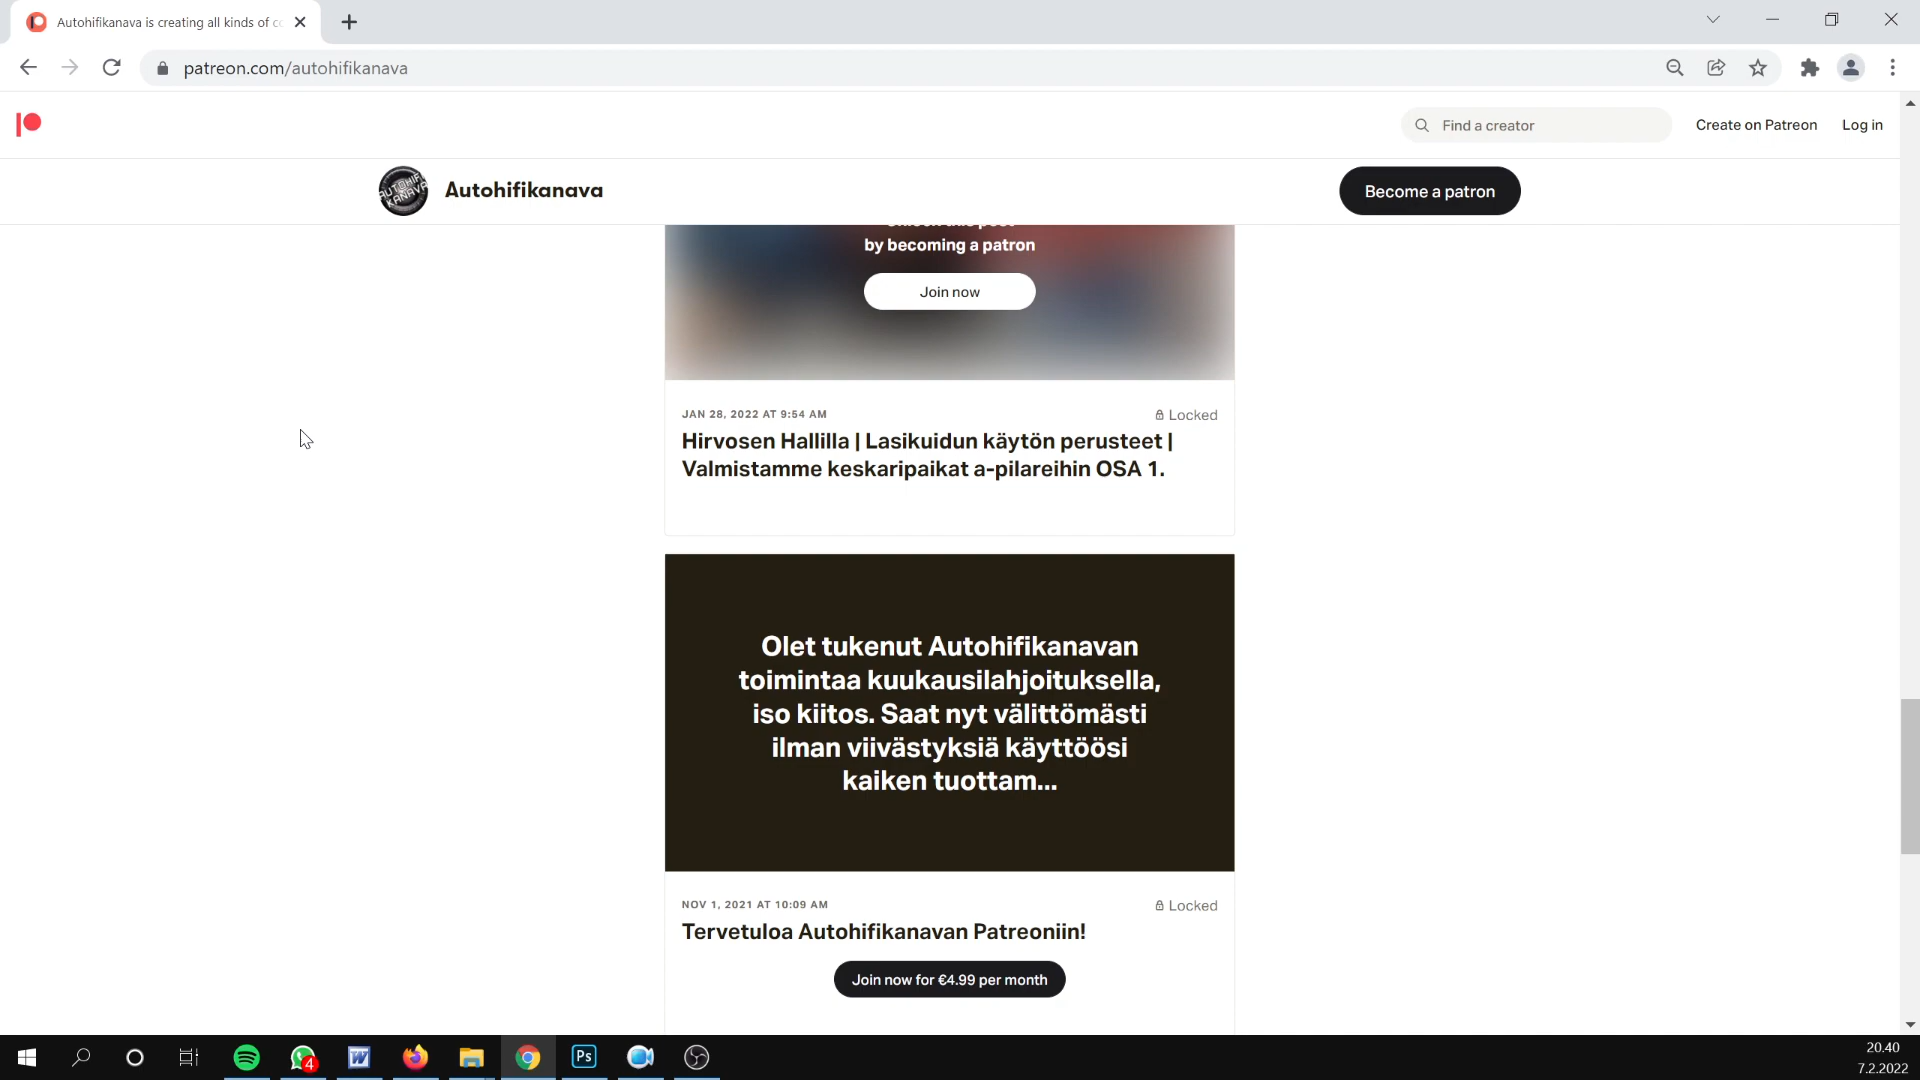 Autohifikanava is creating all kinds of c
patreon.com/autohifikanava
Find a creator
Create on Patreon
Log in
AUTOHIFI
KANAVA
Autohifikanava
Become a patron
by becoming a patron
Join now
JAN 28, 2022 AT 9:54 AM
Locked
Hirvosen Hallilla | Lasikuidun käytön perusteet |
Valmistamme keskaripaikat a-pilareihin OSA 1.
Olet tukenut Autohifikanavan
toimintaa kuukausilahjoituksella,
iso kiitos. Saat nyt välittömästi
ilman viivästyksiä käyttöösi
kaiken tuottam...
NOV 1, 2021 AT 10:09 AM
Locked
Tervetuloa Autohifikanavan Patreoniin!
Join now for €4.99 per month
4
W
Ps
20.40
7.2.2022